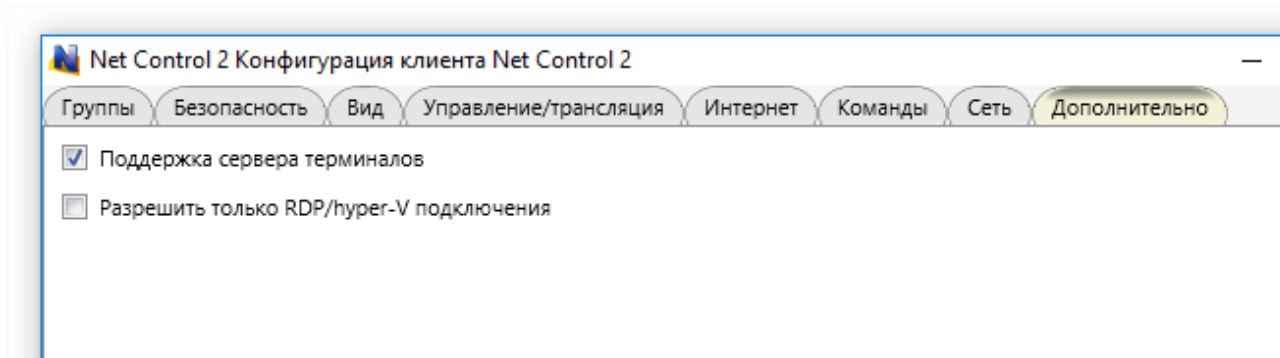 Net Control 2 Конфигурация клиента Net Control 2
Группы Безопасность Вид Управление/трансляция Интернет Команды Сеть Дополнительно
Поддержка сервера терминалов
Разрешить только RDP/hyper-V подключения